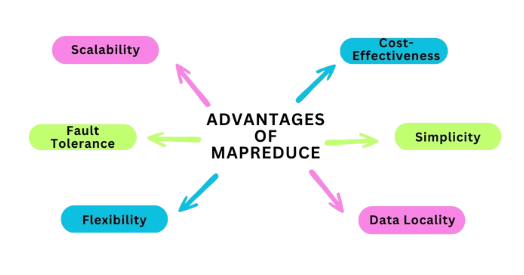 Scalability
Cost-
Effectiveness
ADVANTAGES
OF
MAPREDUCE
Fault
Tolerance
Simplicity
Flexibility
Data Locality